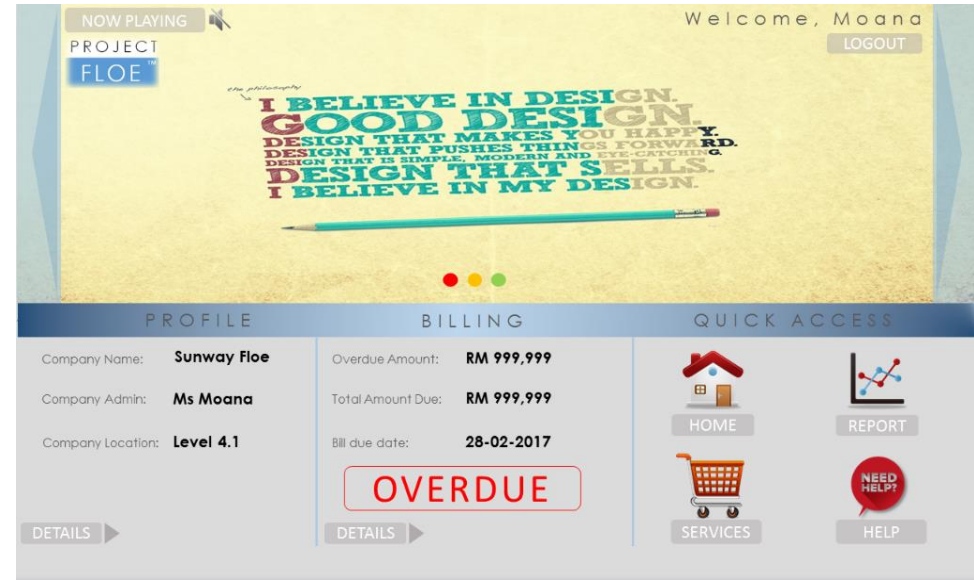 NOW PLAYING
Welcome, Moana
LOGOUT
PROJECT
FLOE™
the philosophy
I BELIEVE IN DESIGN.
GOOD DESIGN.
DESIGN THAT MAKES YOU HAPPY.
DESIGN THAT PUSHES THINGS FORWARD.
DESIGN THAT IS SIMPLE, MODERN AND EYE-CATCHING
DESIGN THAT SELLS.
I BELIEVE IN MY DESIGN.
PROFILE
BILLING
QUICK ACCESS
Company Name: Sunway Floe
Company Admin: Ms Moana
Company Location: Level 4.1
DETAILS
Overdue Amount: RM 999,999
Total Amount Due: RM 999,999
Bill due date: 28-02-2017
OVERDUE
DETAILS
HOME
REPORT
NEED
HELP?
SERVICES
HELP